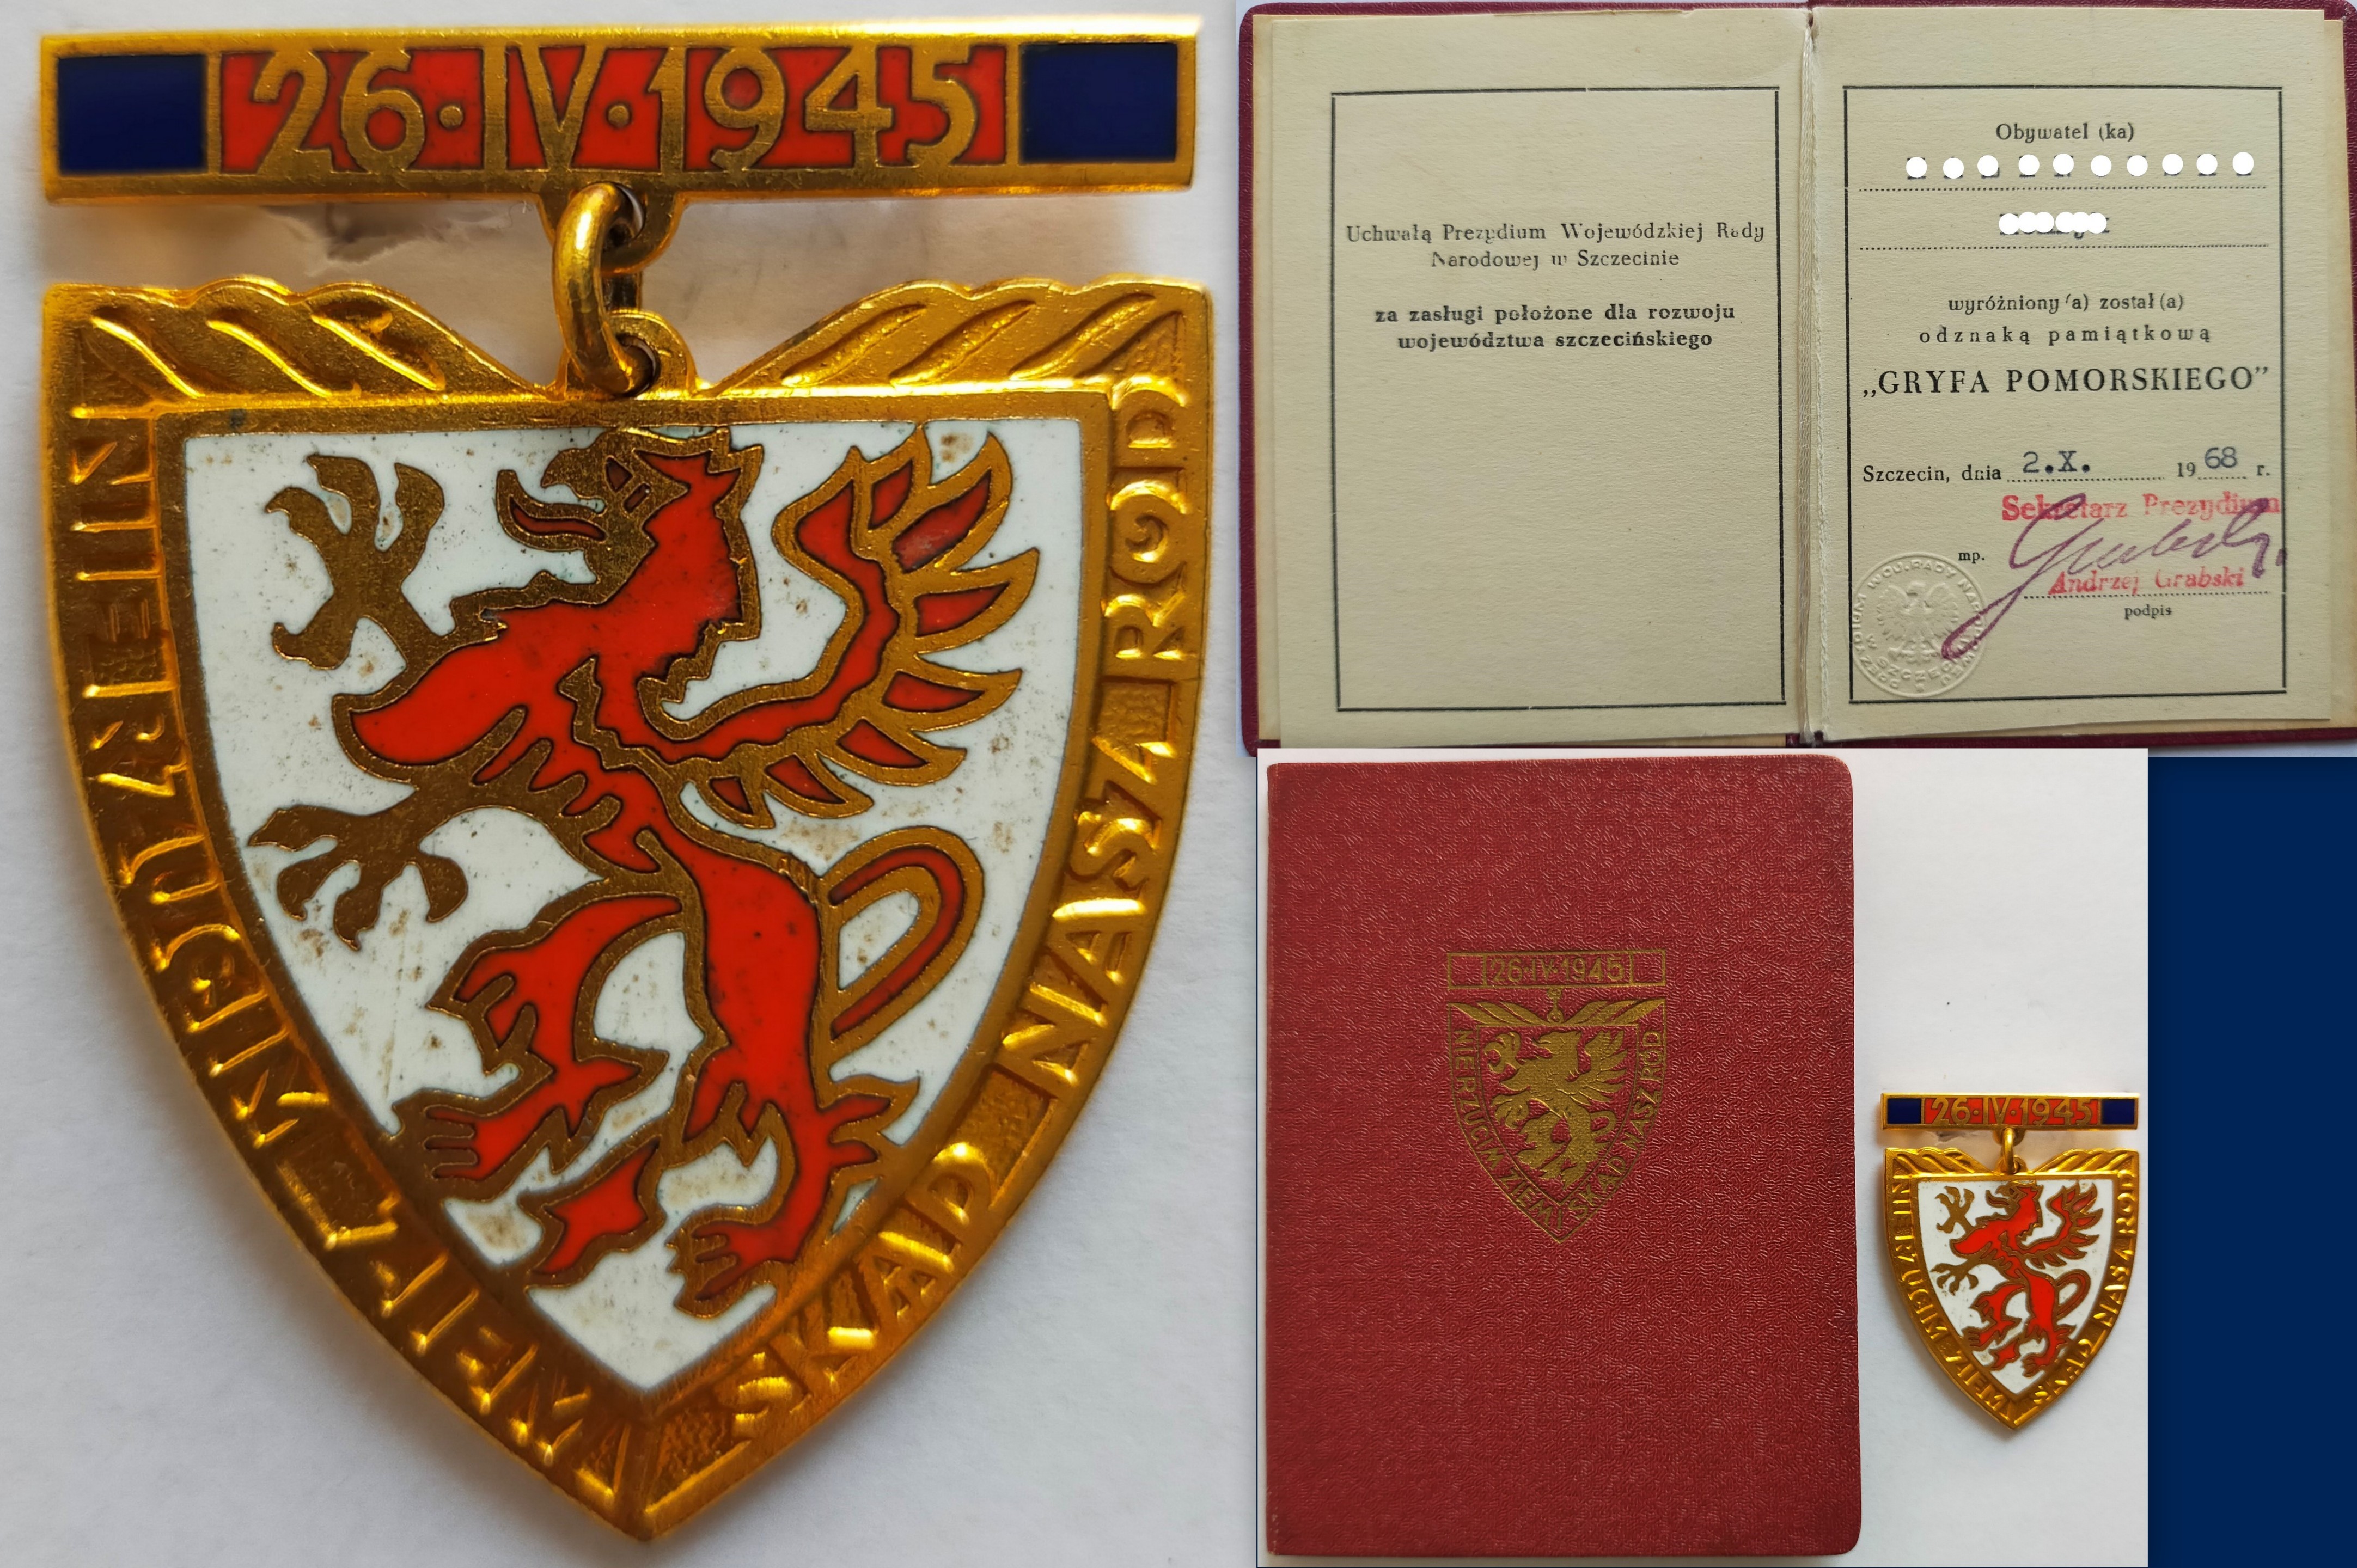 26·IV·1945
NIE RZUCIM ZIEMI SKĄD NASZ RÓD
Uchwałą Prezydium Wojewódzkiej Rady
Narodowej w Szczecinie
za zasługi położone dla rozwoju
województwa szczecińskiego
Obywatel (ka)
wyróżniony (a) został (a)
odznaką pamiątkową
„GRYFA POMORSKIEGO”
Szczecin, dnia 2.X. 1968 r.
Sekretarz Prezydium
mp.
Andrzej Grabski
podpis
26·IV·1945
NIE RZUCIM ZIEMI SKĄD NASZ RÓD
26·IV·1945
NIE RZUCIM ZIEMI SKĄD NASZ RÓD